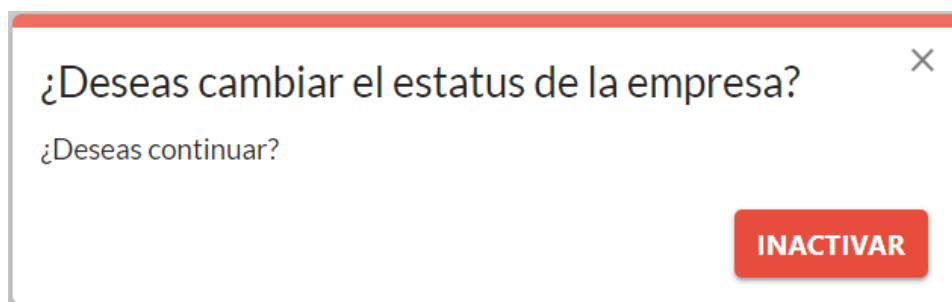 ¿Deseas cambiar el estatus de la empresa?
¿Deseas continuar?
INACTIVAR